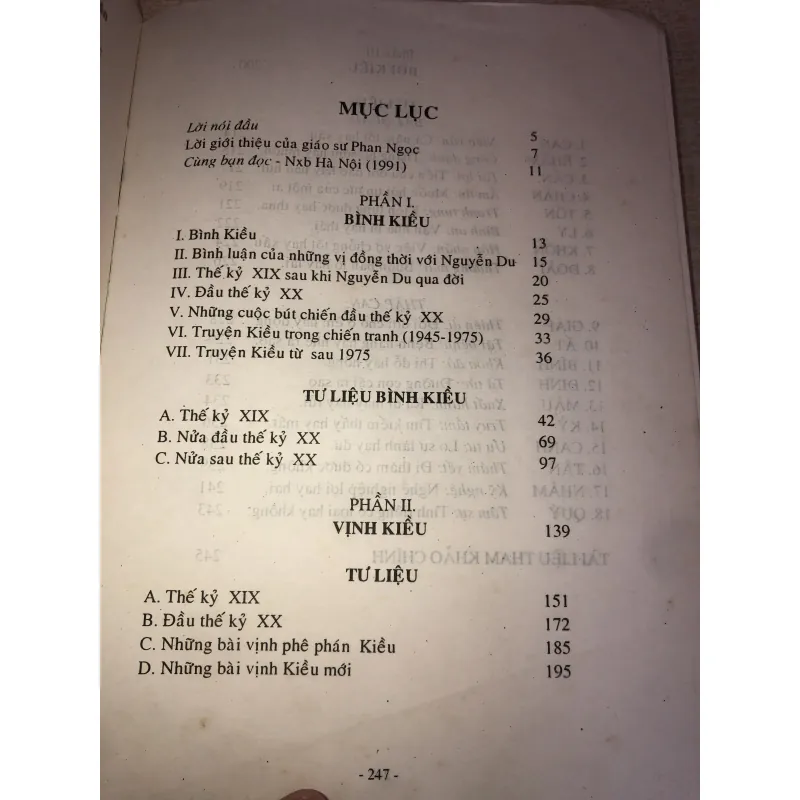 MỤC LỤC
Lời nói đầu 5
Lời giới thiệu của giáo sư Phan Ngọc 7
Cùng bạn đọc - Nxb Hà Nội (1991) 11
PHẦN I.
BÌNH KIỀU
I. Bình Kiều 13
II. Bình luận của những vị đồng thời với Nguyễn Du 15
III. Thế kỷ XIX sau khi Nguyễn Du qua đời 20
IV. Đầu thế kỷ XX 25
V. Những cuộc bút chiến đầu thế kỷ XX 29
VI. Truyện Kiều trong chiến tranh (1945-1975) 33
VII. Truyện Kiều từ sau 1975 36
TƯ LIỆU BÌNH KIỀU
A. Thế kỷ XIX 42
B. Nửa đầu thế kỷ XX 69
C. Nửa sau thế kỷ XX 97
PHẦN II.
VỊNH KIỀU 139
TƯ LIỆU
A. Thế kỷ XIX 151
B. Đầu thế kỷ XX 172
C. Những bài vịnh phê phán Kiều 185
D. Những bài vịnh Kiều mới 195
- 247 -